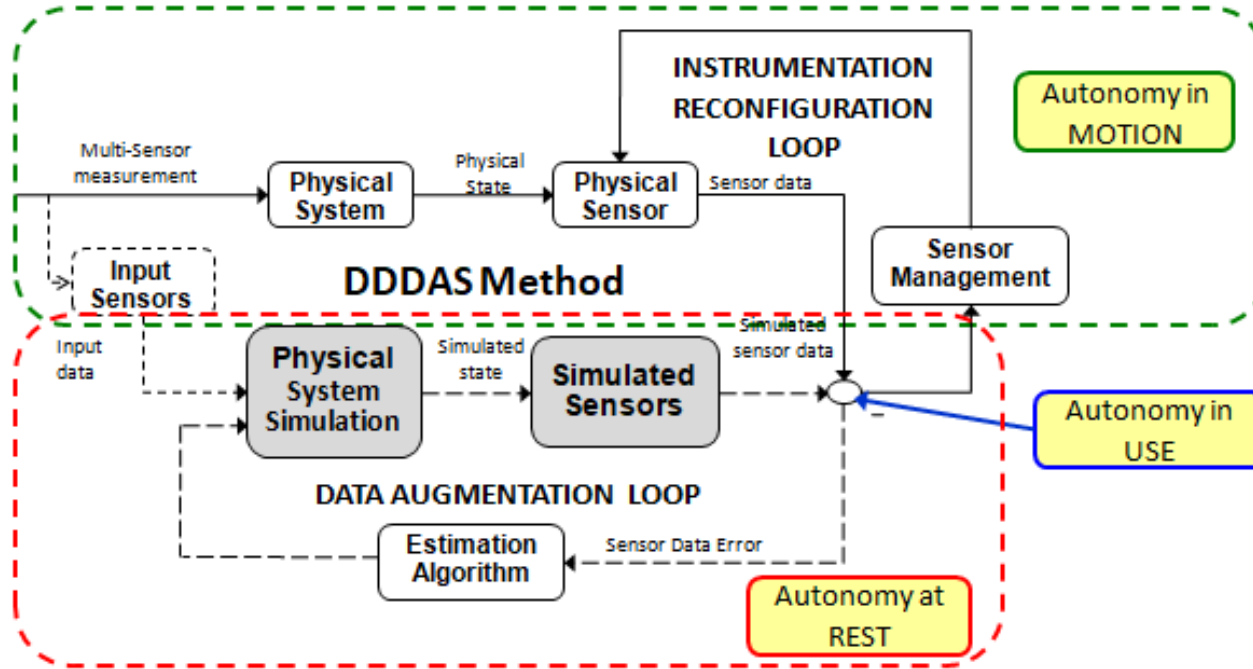 INSTRUMENTATION
RECONFIGURATION
LOOP
Autonomy in
MOTION
Multi-Sensor
measurement
Physical
System
Physical
State
Physical
Sensor
Sensor data
Input
Sensors
DDDAS Method
Sensor
Management
Input
data
Physical
System
Simulation
Simulated
state
Simulated
Sensors
Simulated
sensor data
–
Autonomy in
USE
DATA AUGMENTATION LOOP
Estimation
Algorithm
Sensor Data Error
Autonomy at
REST